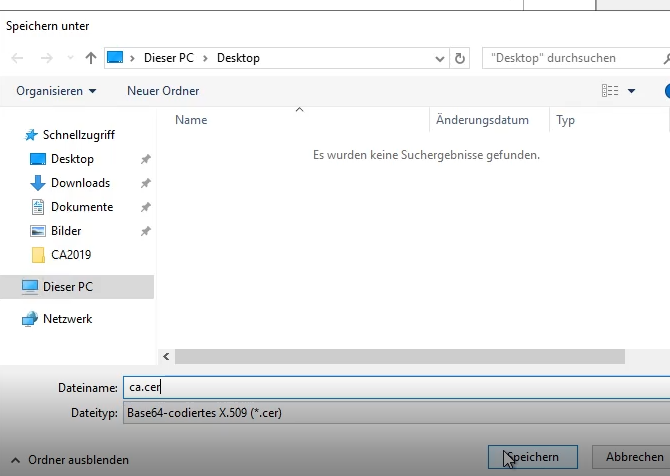 Speichern unter
Dieser PC Desktop
"Desktop" durchsuchen
Organisieren
Neuer Ordner
Name Änderungsdatum Typ
Es wurden keine Suchergebnisse gefunden.
Schnellzugriff
Desktop
Downloads
Dokumente
Bilder
CA2019
Dieser PC
Netzwerk
Dateiname: ca.cer
Dateityp: Base64-codiertes X.509 (*.cer)
Ordner ausblenden
Speichern
Abbrechen